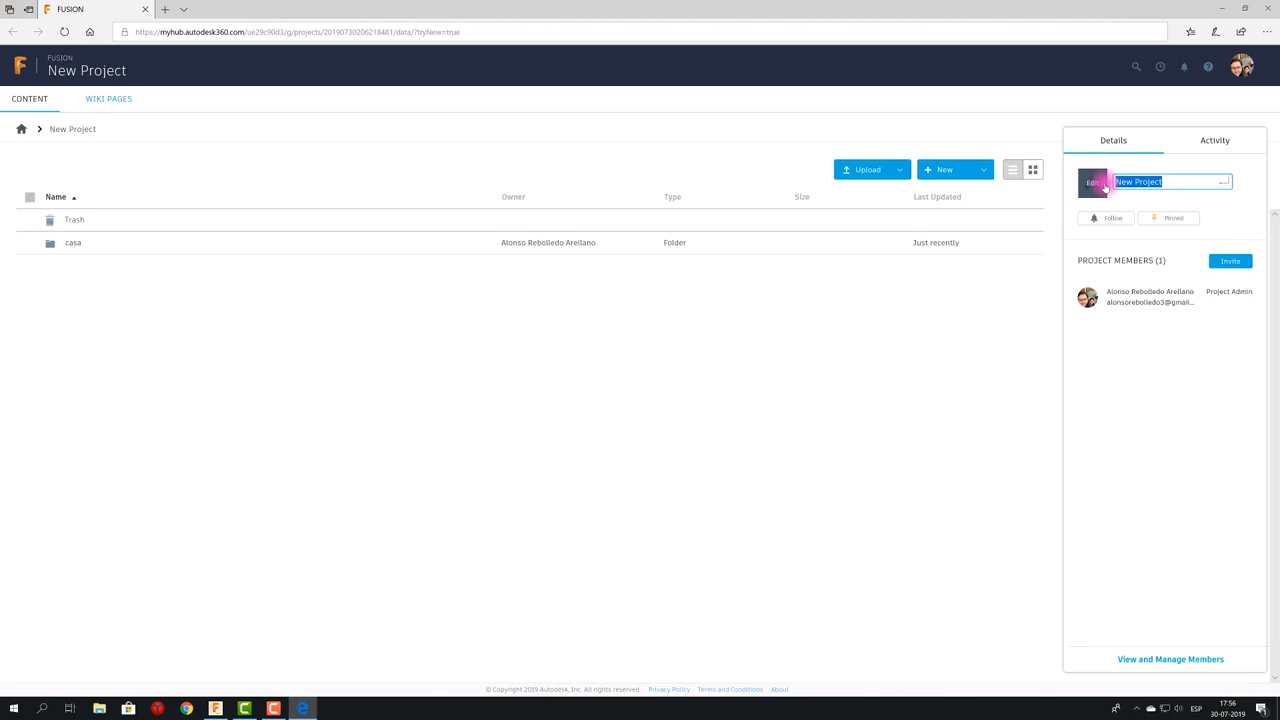 FUSION
https://myhub.autodesk360.com/ue29c90d3/g/projects/20190730206218481/data/?tryNew=true
FUSION
New Project
CONTENT
WIKI PAGES
New Project
Details
Activity
Upload
New
Edit
New Project
Name
Owner
Type
Size
Last Updated
Trash
Follow
Pinned
casa
Alonso Rebolledo Arellano
Folder
Just recently
PROJECT MEMBERS (1)
Invite
Alonso Rebolledo Arellano
Project Admin
alonsorebolledo3@gmail...
View and Manage Members
© Copyright 2019 Autodesk, Inc. All rights reserved.
Privacy Policy
Terms and Conditions
About
ESP
17:56
30-07-2019